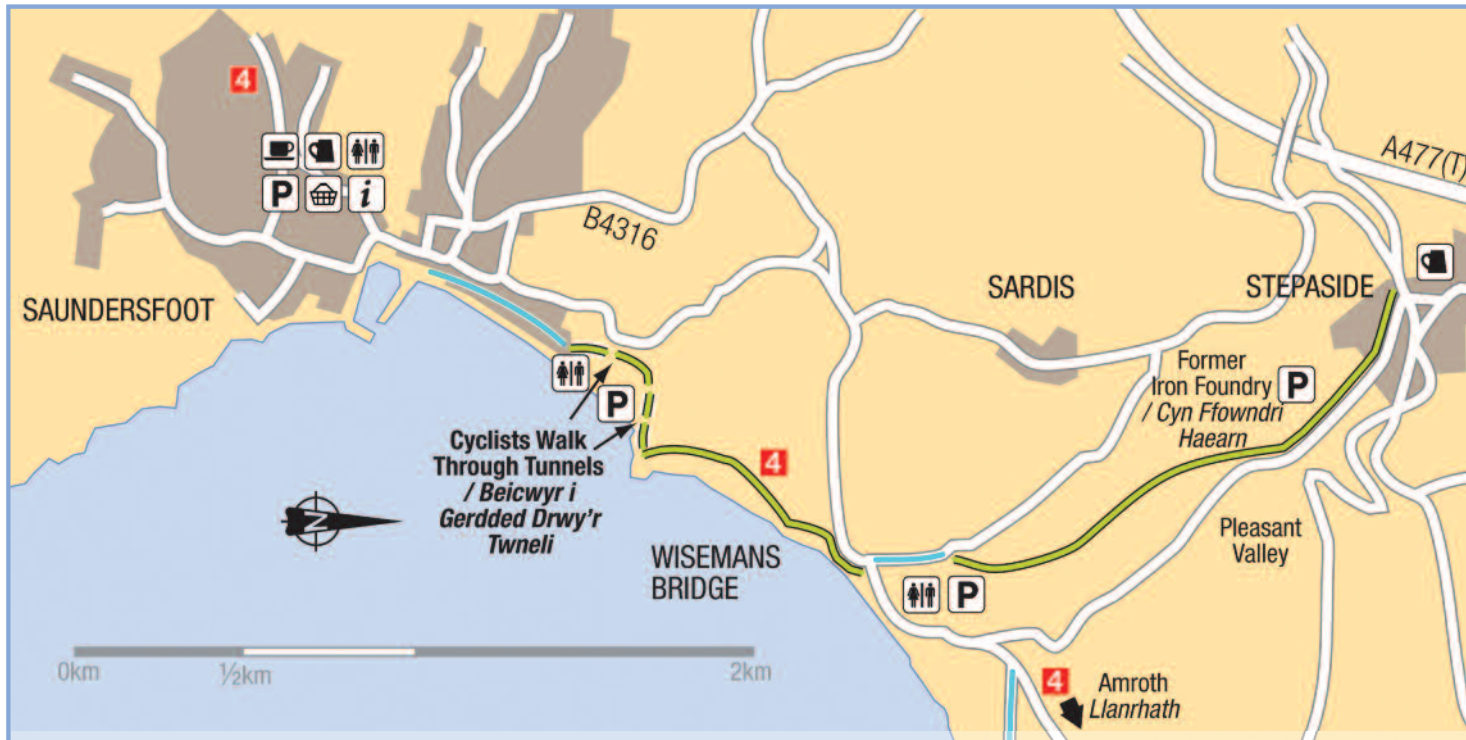 4
P
i
SAUNDERSFOOT
B4316
A477(T)
SARDIS
STEPASIDE
Former
Iron Foundry
/ Cyn Ffowndri
Haearn
P
P
Cyclists Walk
Through Tunnels
/ Beicwyr i
Gerdded Drwy'r
Twneli
4
N
WISEMANS
BRIDGE
Pleasant
Valley
P
0km
½km
2km
4
Amroth
Llanrhath